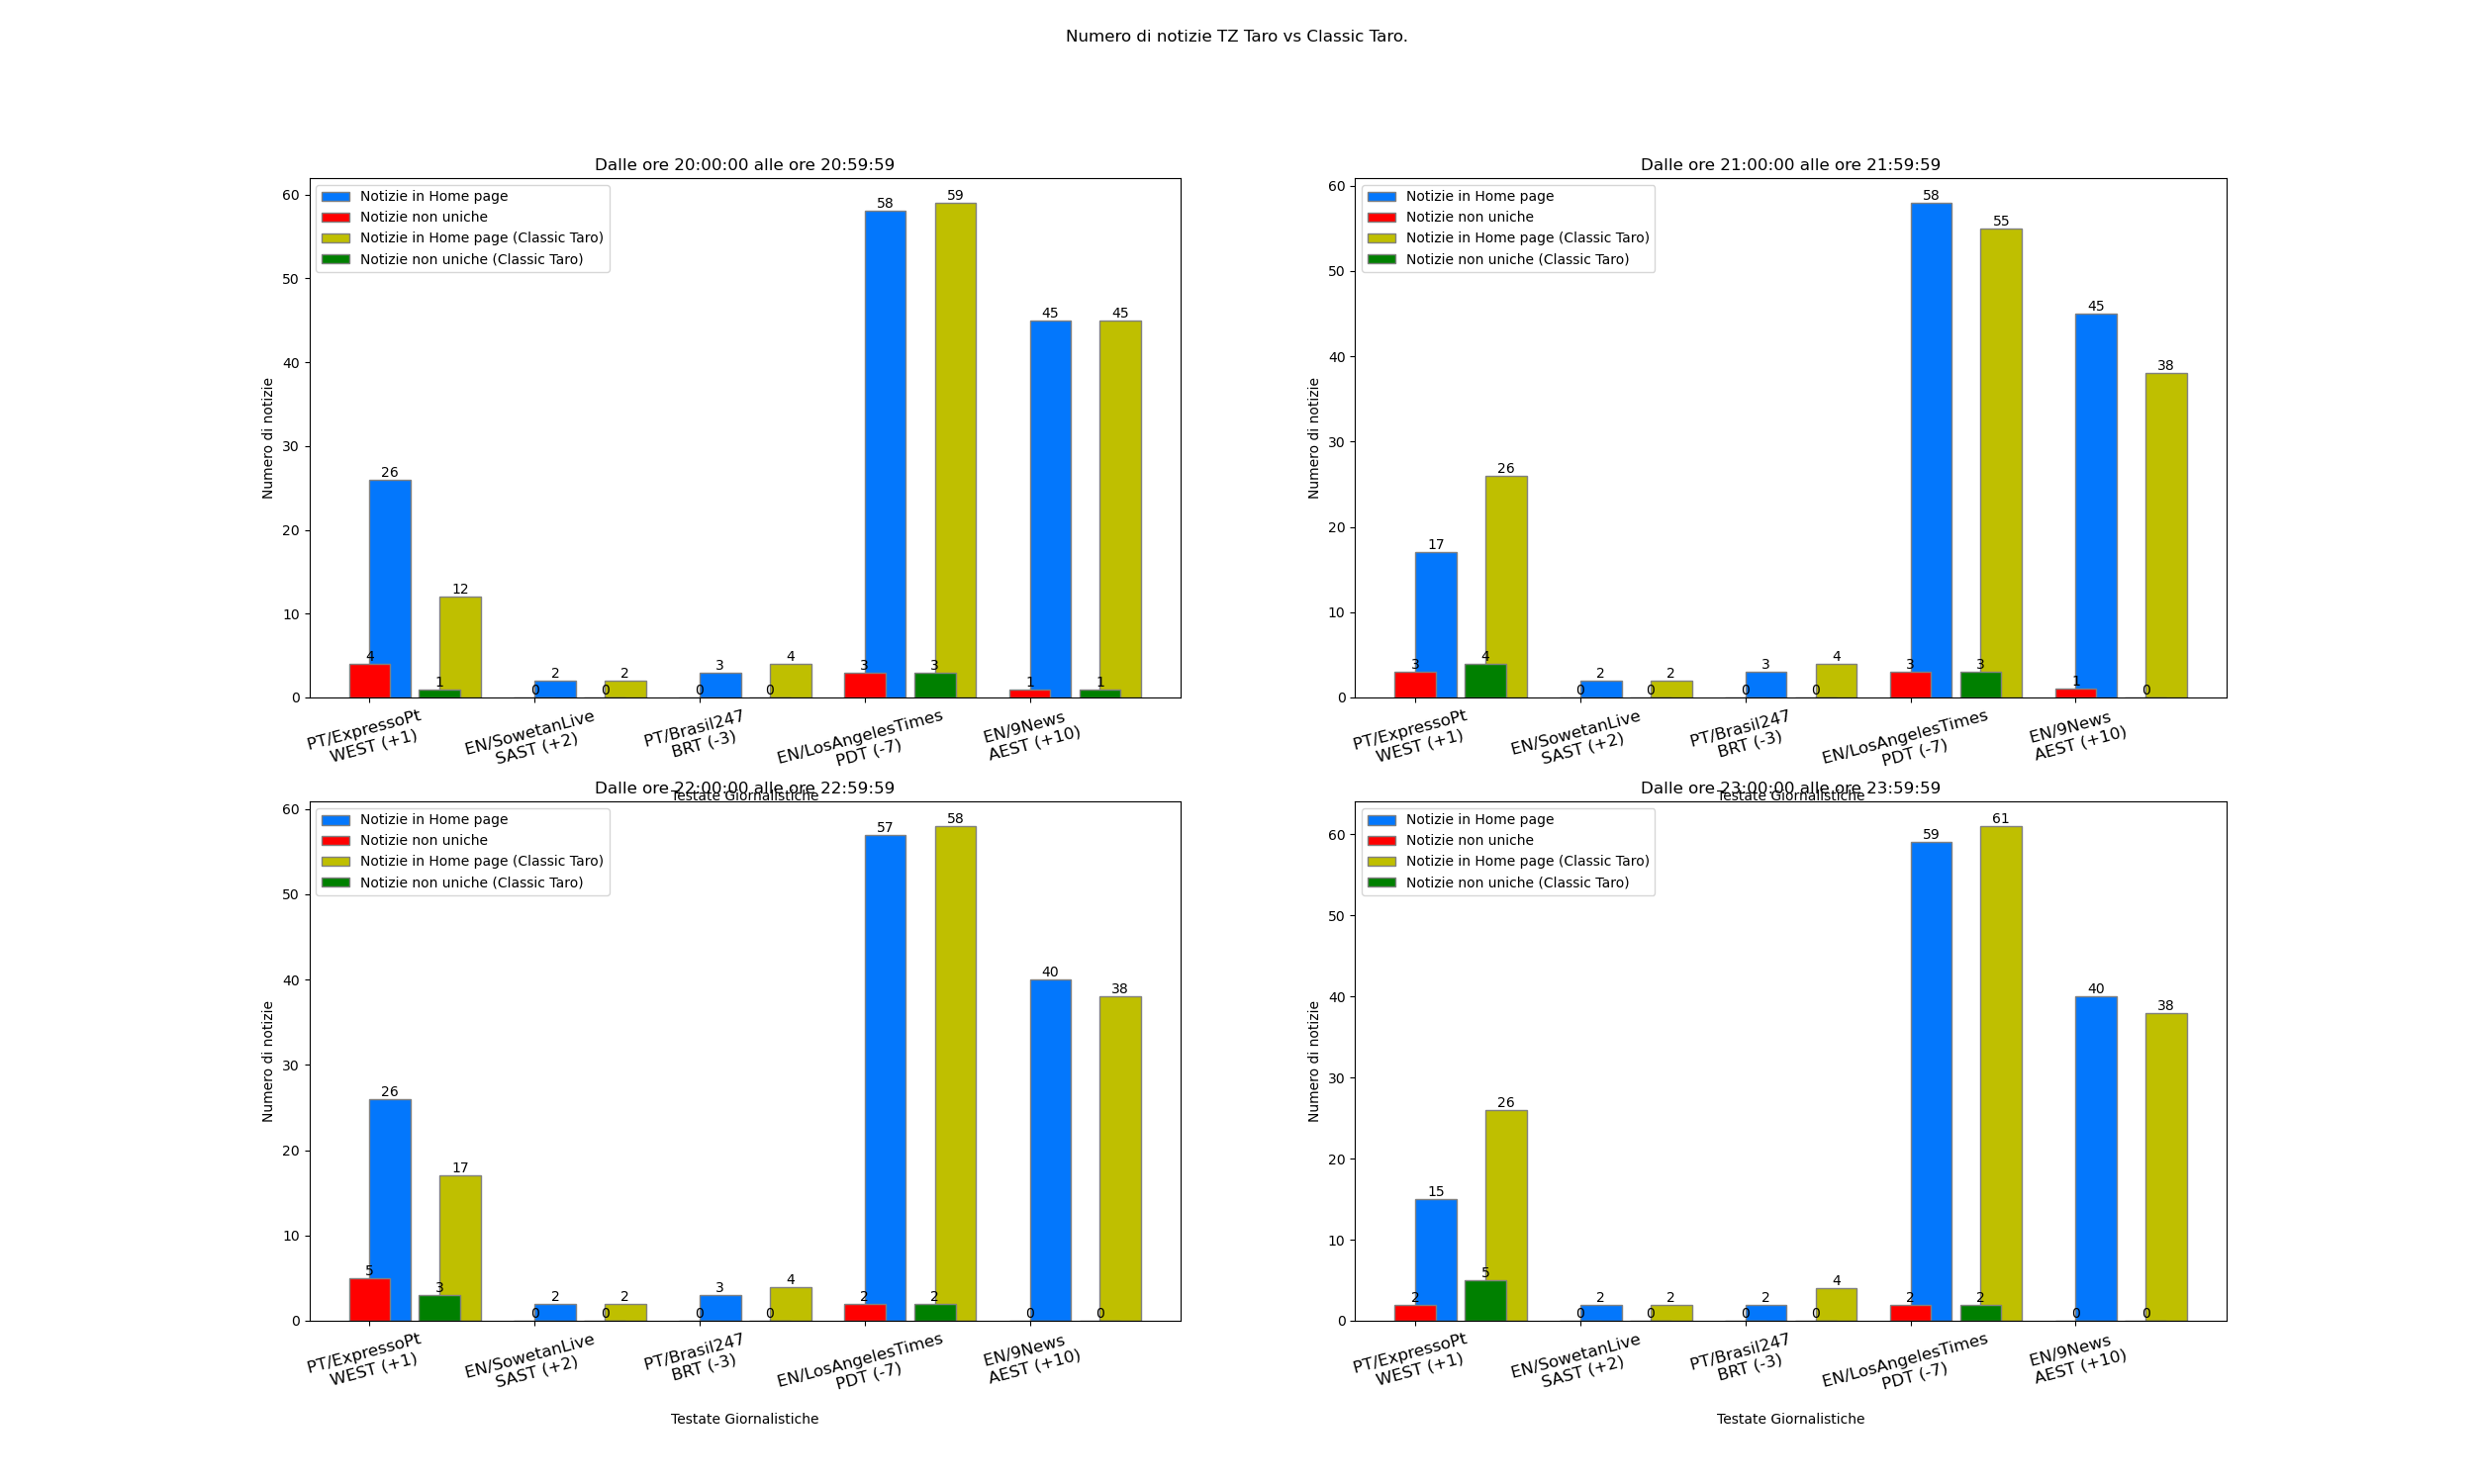 Numero di notizie TZ Taro vs Classic Taro.
Dalle ore 20:00:00 alle ore 20:59:59
Notizie in Home page
Notizie non uniche
Notizie in Home page (Classic Taro)
Notizie non uniche (Classic Taro)
Numero di notizie
60
50
40
30
20
10
0
4
26
1
12
0
2
0
2
0
3
0
4
3
58
3
59
1
45
1
45
PT/ExpressoPt
WEST (+1)
EN/SowetanLive
SAST (+2)
PT/Brasil247
BRT (-3)
EN/LosAngelesTimes
PDT (-7)
EN/9News
AEST (+10)
Testate Giornalistiche
Dalle ore 21:00:00 alle ore 21:59:59
Notizie in Home page
Notizie non uniche
Notizie in Home page (Classic Taro)
Notizie non uniche (Classic Taro)
Numero di notizie
60
50
40
30
20
10
0
3
17
4
26
0
2
0
2
0
3
0
4
3
58
3
55
1
45
0
38
PT/ExpressoPt
WEST (+1)
EN/SowetanLive
SAST (+2)
PT/Brasil247
BRT (-3)
EN/LosAngelesTimes
PDT (-7)
EN/9News
AEST (+10)
Testate Giornalistiche
Dalle ore 22:00:00 alle ore 22:59:59
Notizie in Home page
Notizie non uniche
Notizie in Home page (Classic Taro)
Notizie non uniche (Classic Taro)
Numero di notizie
60
50
40
30
20
10
0
5
26
3
17
0
2
0
2
0
3
0
4
2
57
2
58
0
40
0
38
PT/ExpressoPt
WEST (+1)
EN/SowetanLive
SAST (+2)
PT/Brasil247
BRT (-3)
EN/LosAngelesTimes
PDT (-7)
EN/9News
AEST (+10)
Testate Giornalistiche
Dalle ore 23:00:00 alle ore 23:59:59
Notizie in Home page
Notizie non uniche
Notizie in Home page (Classic Taro)
Notizie non uniche (Classic Taro)
Numero di notizie
60
50
40
30
20
10
0
2
15
5
26
0
2
0
2
0
2
0
4
2
59
2
61
0
40
0
38
PT/ExpressoPt
WEST (+1)
EN/SowetanLive
SAST (+2)
PT/Brasil247
BRT (-3)
EN/LosAngelesTimes
PDT (-7)
EN/9News
AEST (+10)
Testate Giornalistiche